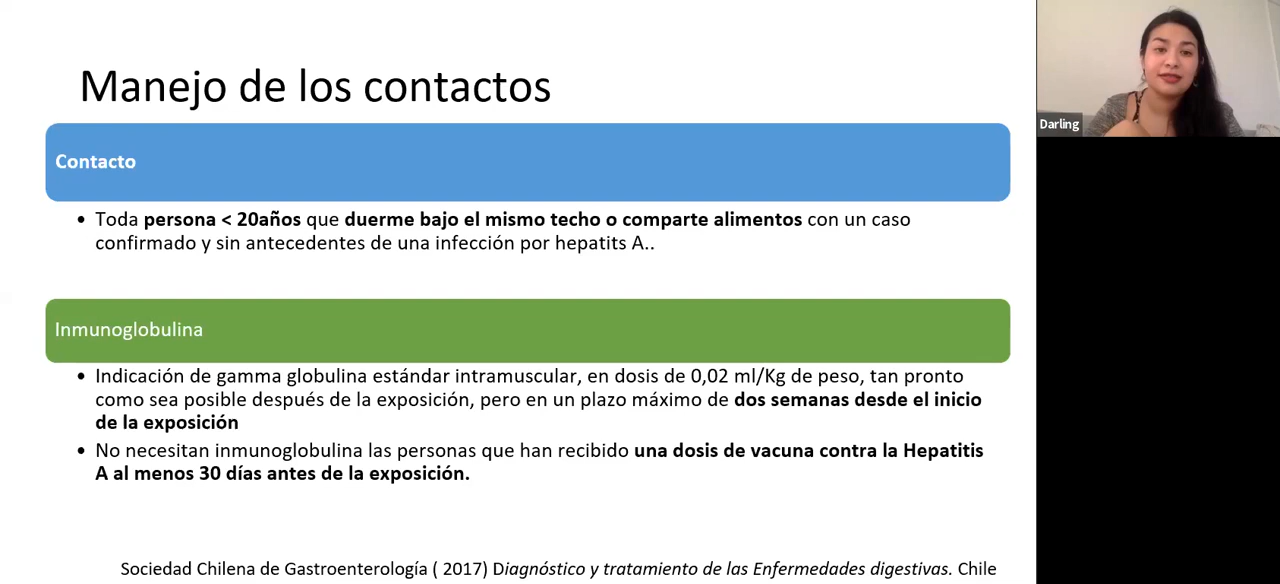 Manejo de los contactos
Contacto
• Toda persona < 20años que duerme bajo el mismo techo o comparte alimentos con un caso
confirmado y sin antecedentes de una infección por hepatits A..
Inmunoglobulina
• Indicación de gamma globulina estándar intramuscular, en dosis de 0,02 ml/Kg de peso, tan pronto
como sea posible después de la exposición, pero en un plazo máximo de dos semanas desde el inicio
de la exposición
• No necesitan inmunoglobulina las personas que han recibido una dosis de vacuna contra la Hepatitis
A al menos 30 días antes de la exposición.
Sociedad Chilena de Gastroenterología ( 2017) Diagnóstico y tratamiento de las Enfermedades digestivas. Chile
Darling